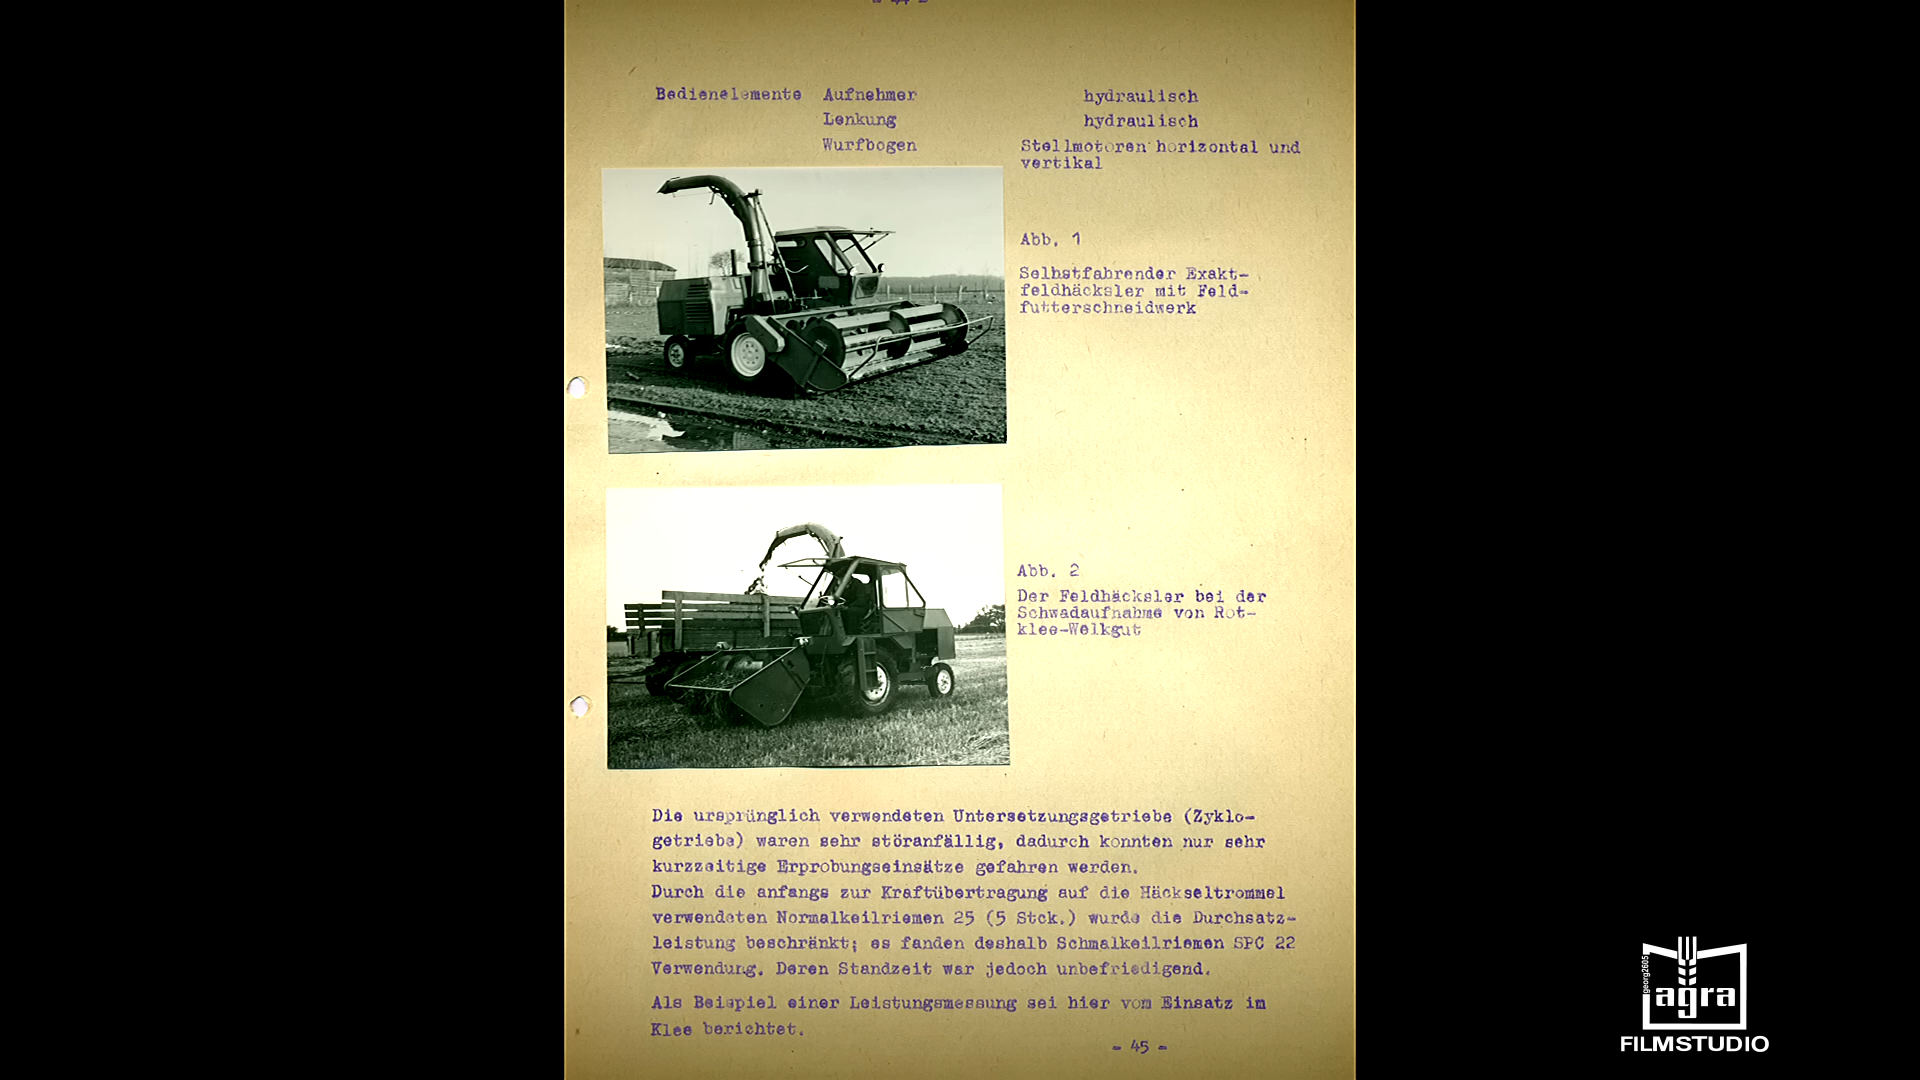 - 44 -
Bedienelemente Aufnehmer hydraulisch
Lenkung hydraulisch
Wurfbogen Stellmotoren horizontal und
vertikal
Abb. 1
Selbstfahrender Exakt-
feldhäcksler mit Feld-
futterschneidwerk
Abb. 2
Der Feldhäcksler bei der
Schwadaufnahme von Rot-
klee-Welkgut
Die ursprünglich verwendeten Untersetzungsgetriebe (Zyklo-
getriebe) waren sehr störanfällig, dadurch konnten nur sehr
kurzzeitige Erprobungseinsätze gefahren werden.
Durch die anfangs zur Kraftübertragung auf die Häckseltrommel
verwendeten Normalkeilriemen 25 (5 Stck.) wurde die Durchsatz-
leistung beschränkt; es fanden deshalb Schmalkeilriemen SPC 22
Verwendung. Deren Standzeit war jedoch unbefriedigend.
Als Beispiel einer Leistungsmessung sei hier vom Einsatz im
Klee berichtet.
- 45 -
georg2605
agra
FILMSTUDIO